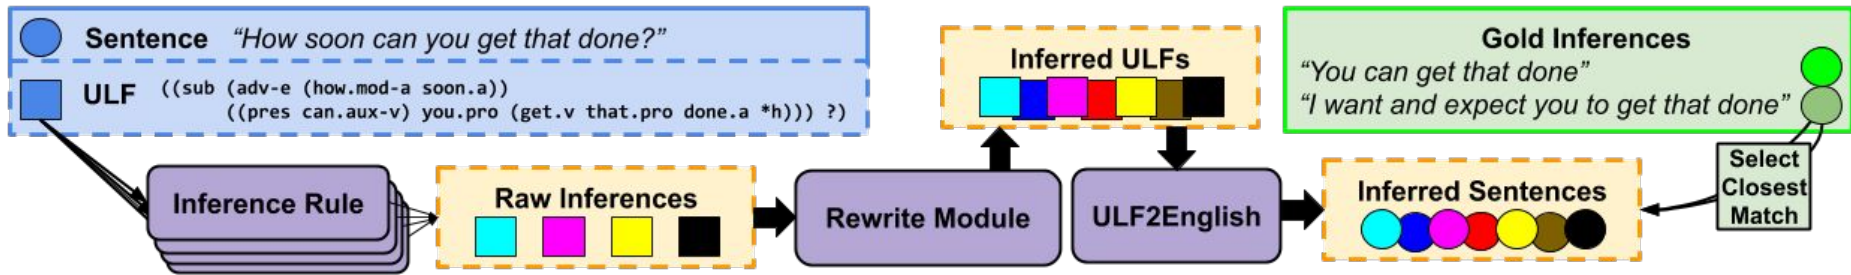 Sentence “How soon can you get that done?”
ULF ((sub (adv-e (how.mod-a soon.a))
((pres can.aux-v) you.pro (get.v that.pro done.a *h))) ?)
Inference Rule
Raw Inferences
Rewrite Module
Inferred ULFs
ULF2English
Inferred Sentences
Gold Inferences
“You can get that done”
“I want and expect you to get that done”
Select
Closest
Match